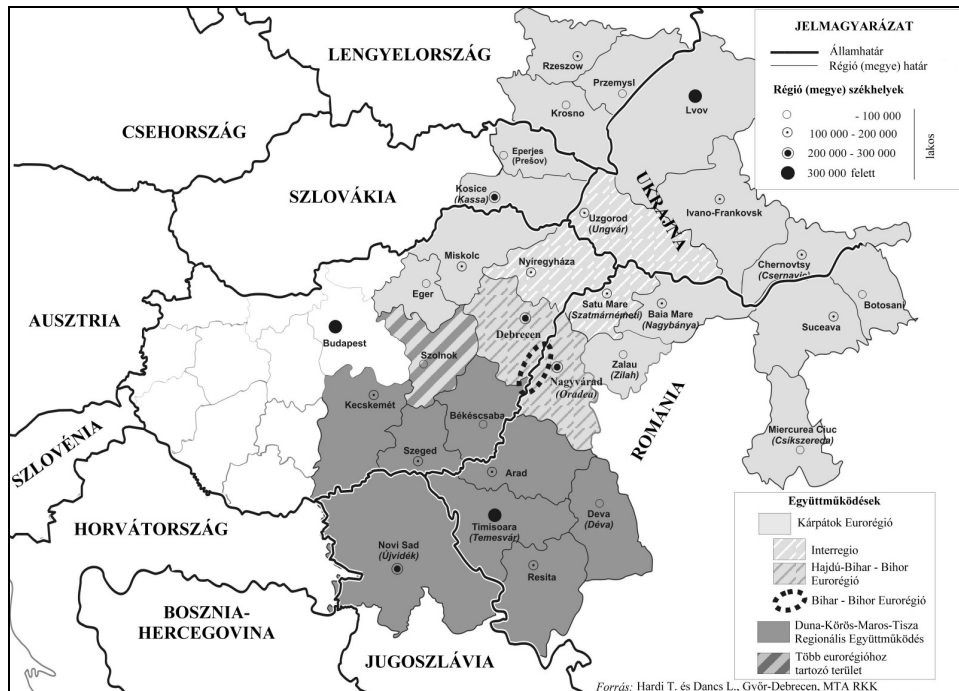 LENGYELORSZÁG
CSEHORSZÁG
SZLOVÁKIA
AUSZTRIA
SZLOVÉNIA
HORVÁTORSZÁG
BOSZNIA-
HERCEGOVINA
JUGOSZLÁVIA
ROMÁNIA
UKRAJNA
Rzeszow
Przemysl
Krosno
Lvov
Eperjes
(Prešov)
Kosice
(Kassa)
Uzgorod
(Ungvár)
Ivano-Frankovsk
Chernovtsy
(Csernavic)
Botosani
Suceava
Miskolc
Nyíregyháza
Eger
Satu Mare
(Szatmárnémeti)
Baia Mare
(Nagybánya)
Zalau
(Zilah)
Budapest
Debrecen
Szolnok
Nagyvárad
(Oradea)
Kecskemét
Békéscsaba
Szeged
Arad
Miercurea Ciuc
(Csíkszereda)
Timisoara
(Temesvár)
Deva
(Déva)
Novi Sad
(Újvidék)
Resita
JELMAGYARÁZAT
Államhatár
Régió (megye) határ
Régió (megye) székhelyek
- 100 000
100 000 - 200 000
200 000 - 300 000
300 000 felett
lakos
Együttműködések
Kárpátok Eurorégió
Interregio
Hajdú-Bihar - Bihor
Eurorégió
Bihar - Bihor Eurorégió
Duna-Körös-Maros-Tisza
Regionális Együttműködés
Több eurorégióhoz
tartozó terület
Forrás: Hardi T. és Dancs L., Győr-Debrecen, MTA RKK